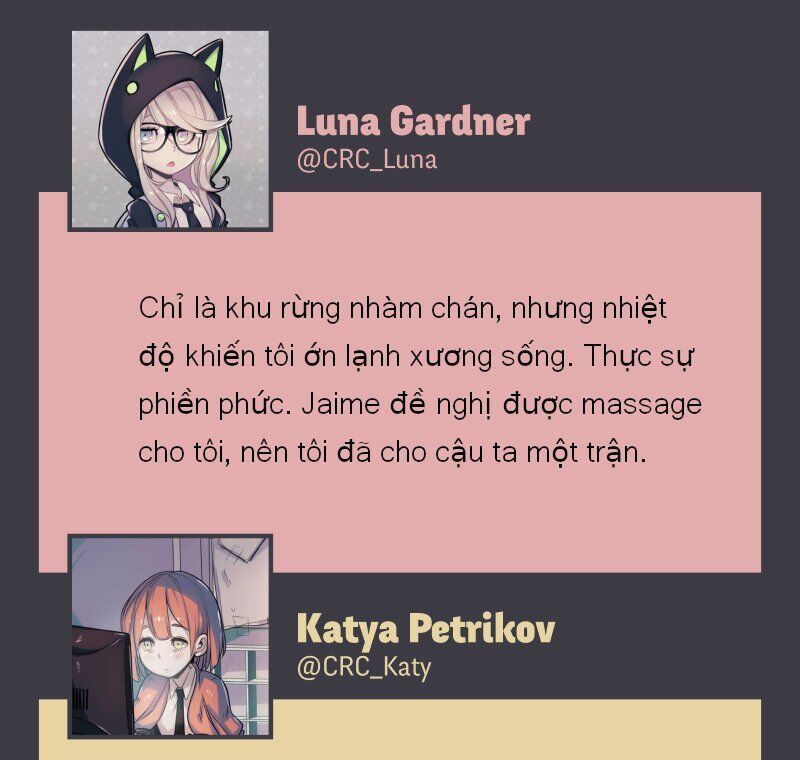 Luna Gardner
@CRC_Luna
Chỉ là khu rừng nhàm chán, nhưng nhiệt
độ khiến tôi ớn lạnh xương sống. Thực sự
phiền phức. Jaime đề nghị được massage
cho tôi, nên tôi đã cho cậu ta một trận.
Katya Petrikov
@CRC_Katy